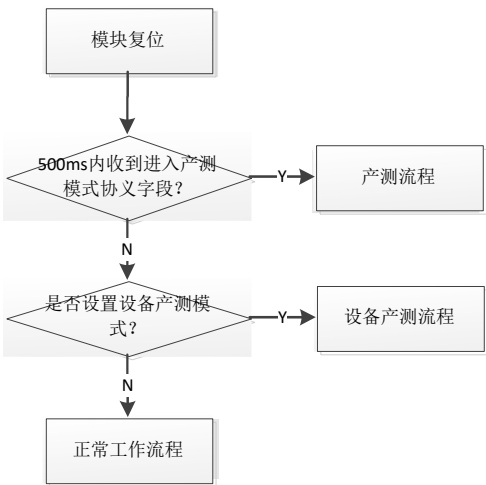 模块复位
500ms内收到进入产测
模式协义字段？
Y
产测流程
N
是否设置设备产测模
式？
Y
设备产测流程
N
正常工作流程